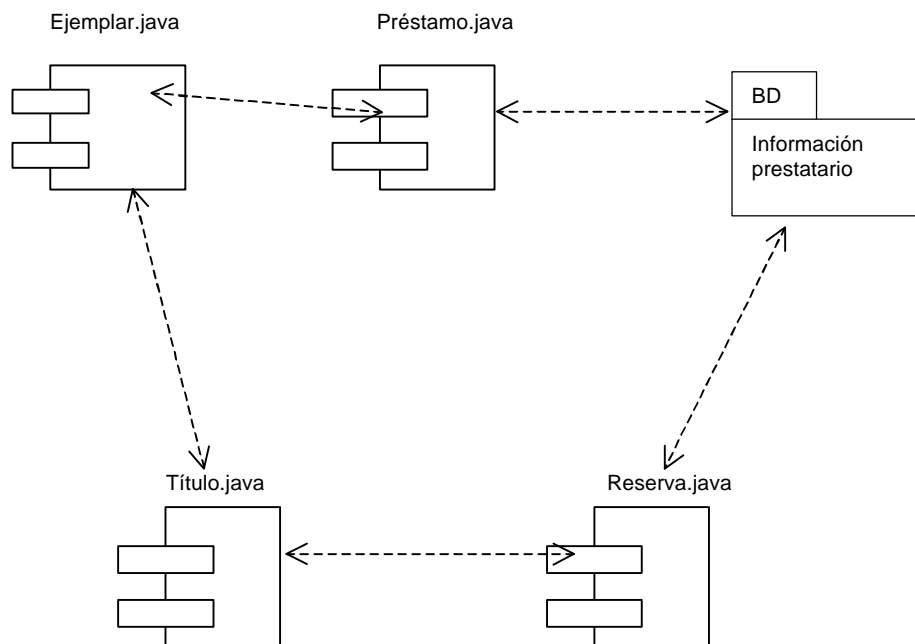 Ejemplar.java
Préstamo.java
BD
Información
prestatario
Título.java
Reserva.java